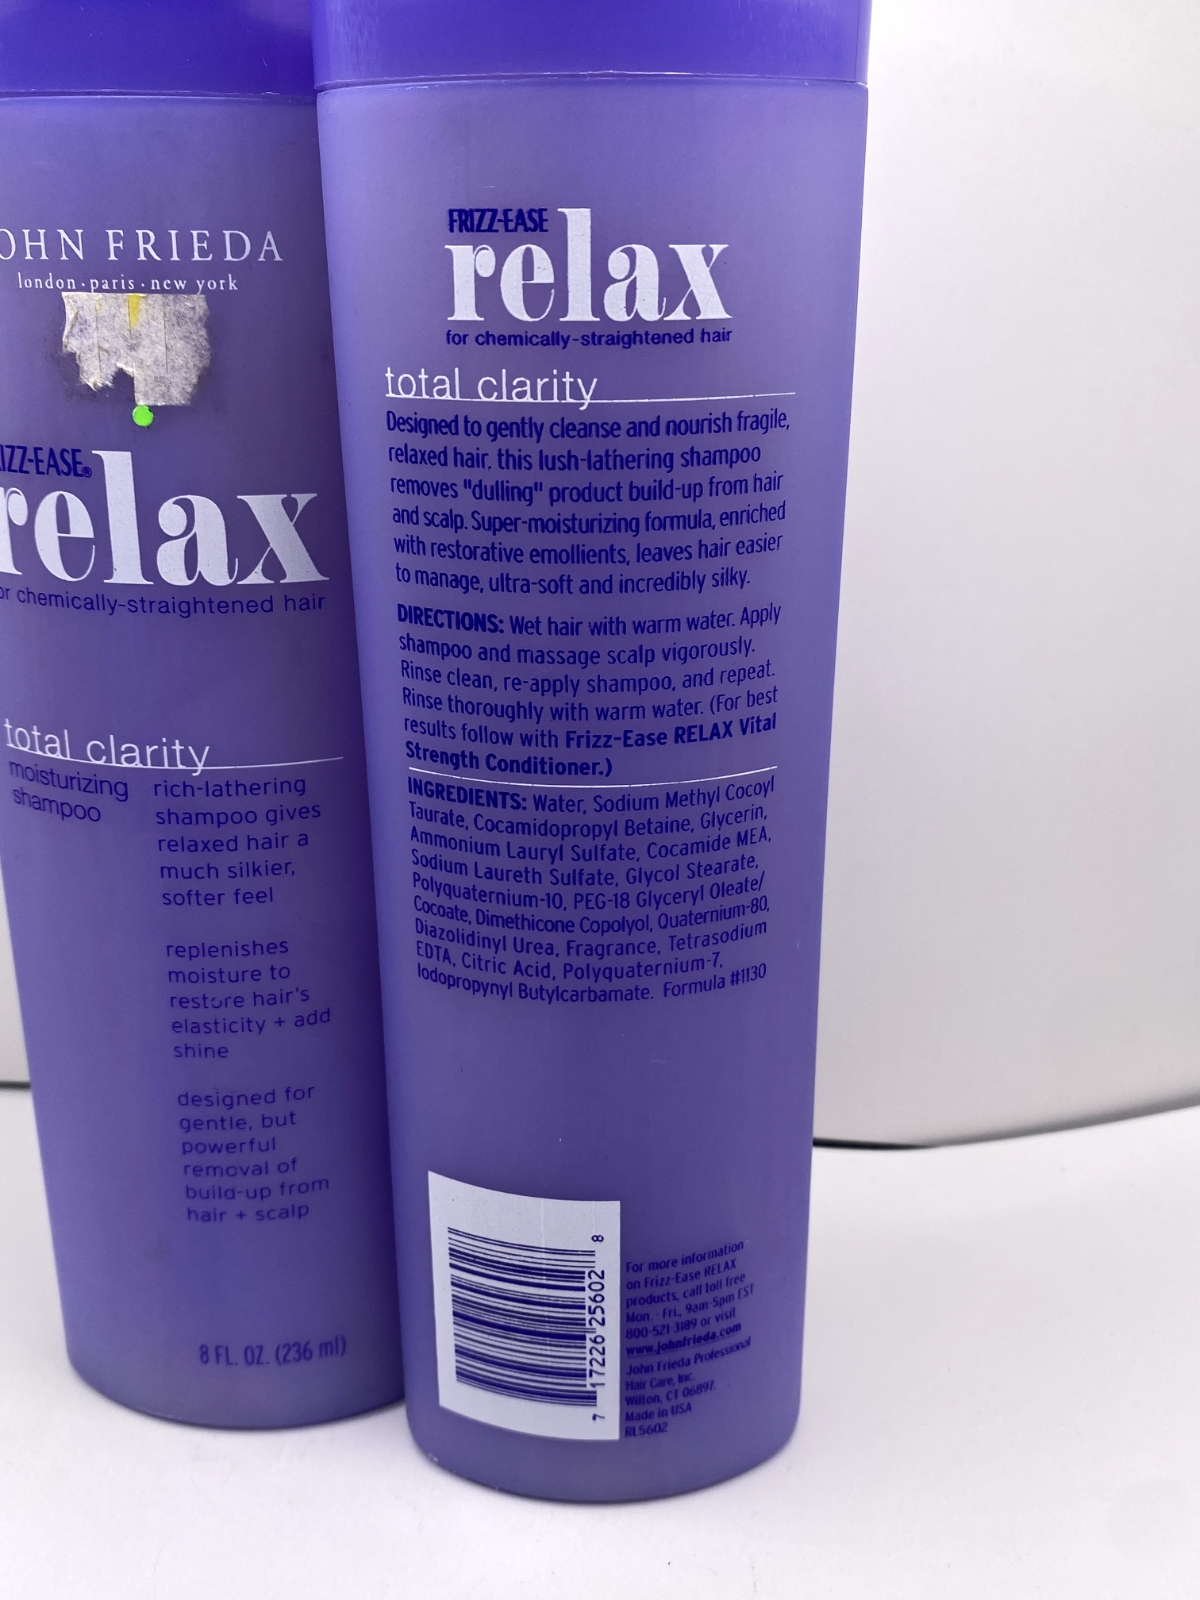 OHN FRIEDA
london · paris · new york
IZZ-EASE®
relax
or chemically-straightened hair
total clarity
moisturizing
shampoo
rich-lathering
shampoo gives
relaxed hair a
much silkier,
softer feel
replenishes
moisture to
restore hair's
elasticity + add
shine
designed for
gentle, but
powerful
removal of
build-up from
hair + scalp
8 FL. OZ. (236 ml)
FRIZZ-EASE
relax
for chemically-straightened hair
total clarity
Designed to gently cleanse and nourish fragile,
relaxed hair, this lush-lathering shampoo
removes "dulling" product build-up from hair
and scalp. Super-moisturizing formula, enriched
with restorative emollients, leaves hair easier
to manage, ultra-soft and incredibly silky.
DIRECTIONS: Wet hair with warm water. Apply
shampoo and massage scalp vigorously.
Rinse clean, re-apply shampoo, and repeat.
Rinse thoroughly with warm water. (For best
results follow with Frizz-Ease RELAX Vital
Strength Conditioner.)
INGREDIENTS: Water, Sodium Methyl Cocoyl
Taurate, Cocamidopropyl Betaine, Glycerin,
Ammonium Lauryl Sulfate, Cocamide MEA,
Sodium Laureth Sulfate, Glycol Stearate,
Polyquaternium-10, PEG-18 Glyceryl Oleate/
Cocoate, Dimethicone Copolyol, Quaternium-80,
Diazolidinyl Urea, Fragrance, Tetrasodium
EDTA, Citric Acid, Polyquaternium-7,
Iodopropynyl Butylcarbamate. Formula #1130
7 17226 25602 8
For more information
on Frizz-Ease RELAX
products, call toll free
Mon. - Fri., 9am-5pm EST
800-521-3189 or visit
www.johnfrieda.com
John Frieda Professional
Hair Care, Inc.
Wilton, CT 06897.
Made in USA
RL5602